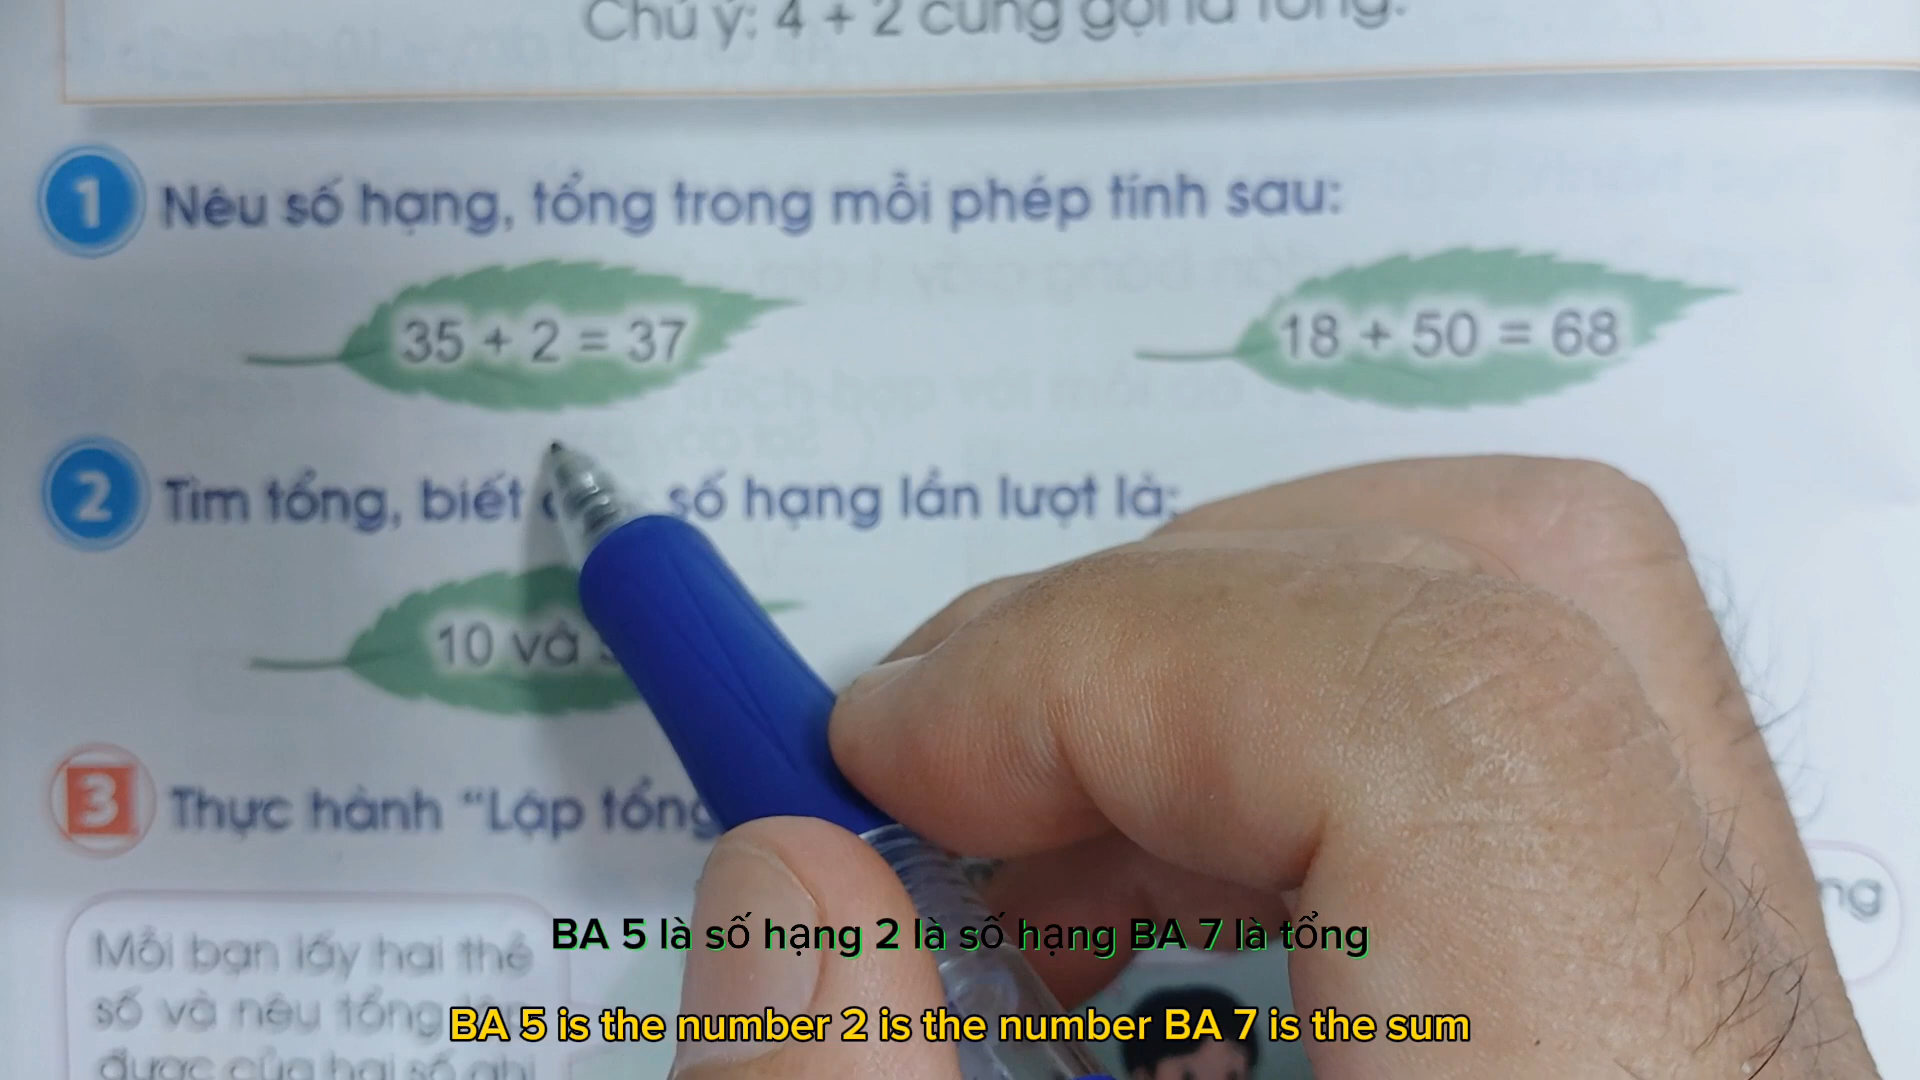 Chú ý: 4 + 2 cũng gọi là tổng.
1 Nêu số hạng, tổng trong mỗi phép tính sau:
35 + 2 = 37
18 + 50 = 68
2 Tìm tổng, biết số hạng lần lượt là:
10 và
3 Thực hành “Lập tổng
Mỗi bạn lấy hai thẻ
số và nêu tổng
được của hai số ghi
BA 5 là số hạng 2 là số hạng BA 7 là tổng
BA 5 is the number 2 is the number BA 7 is the sum